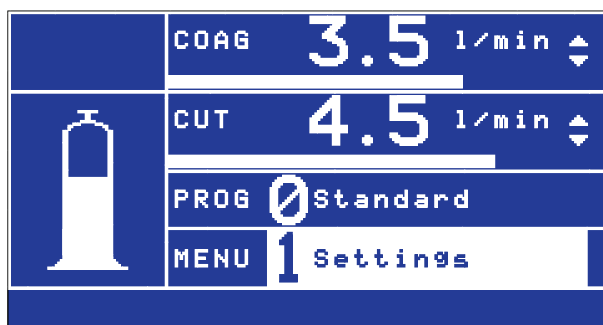 COAG 3.5 l/min
CUT 4.5 l/min
PROG 0 Standard
MENU 1 Settings